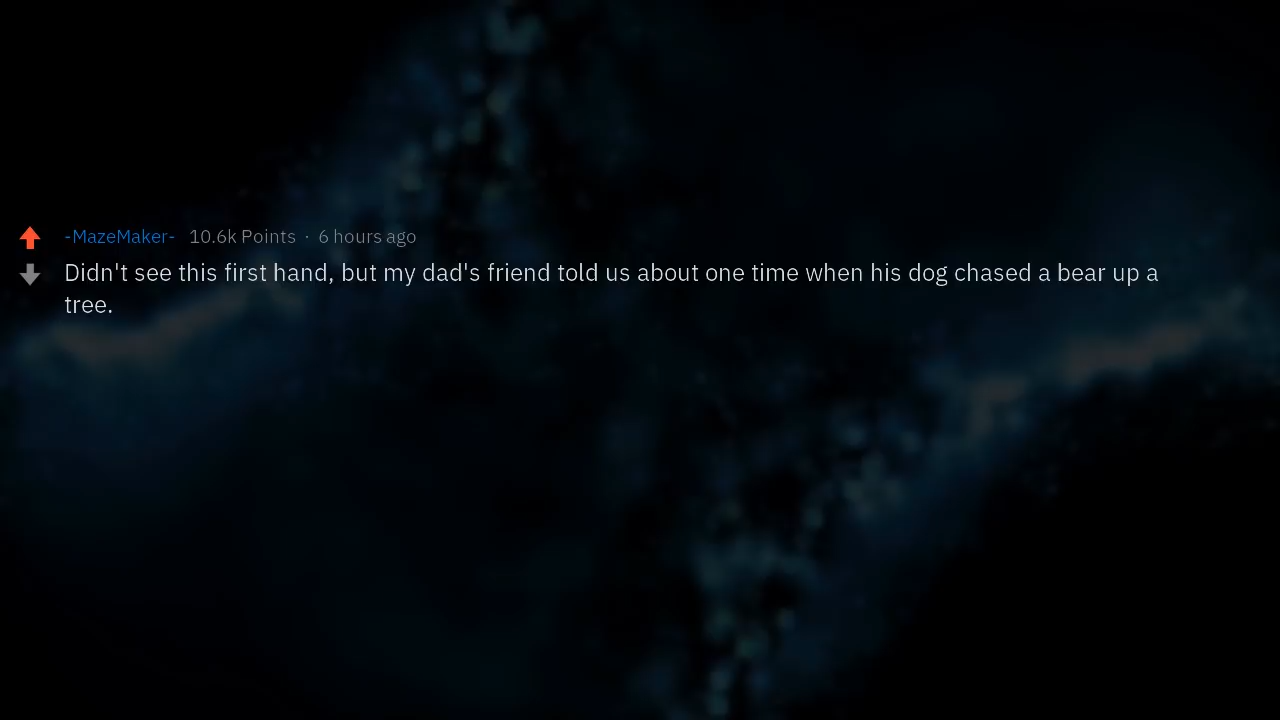 -MazeMaker- 10.6k Points · 6 hours ago
Didn't see this first hand, but my dad's friend told us about one time when his dog chased a bear up a
tree.